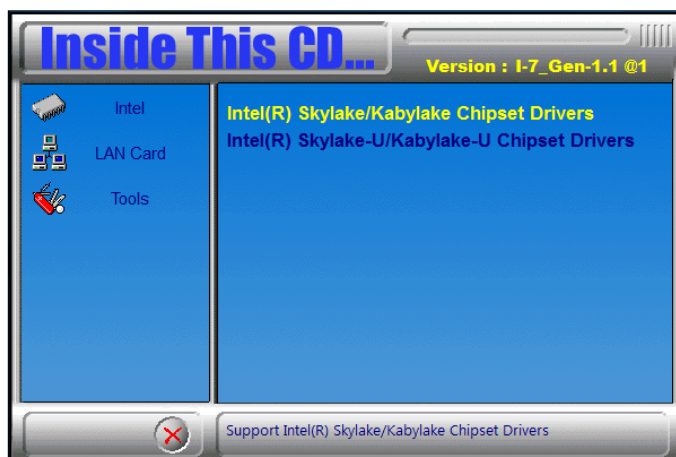 Inside This CD...
Version : I-7_Gen-1.1 @1
Intel
LAN Card
Tools
Intel(R) Skylake/Kabylake Chipset Drivers
Intel(R) Skylake-U/Kabylake-U Chipset Drivers
Support Intel(R) Skylake/Kabylake Chipset Drivers